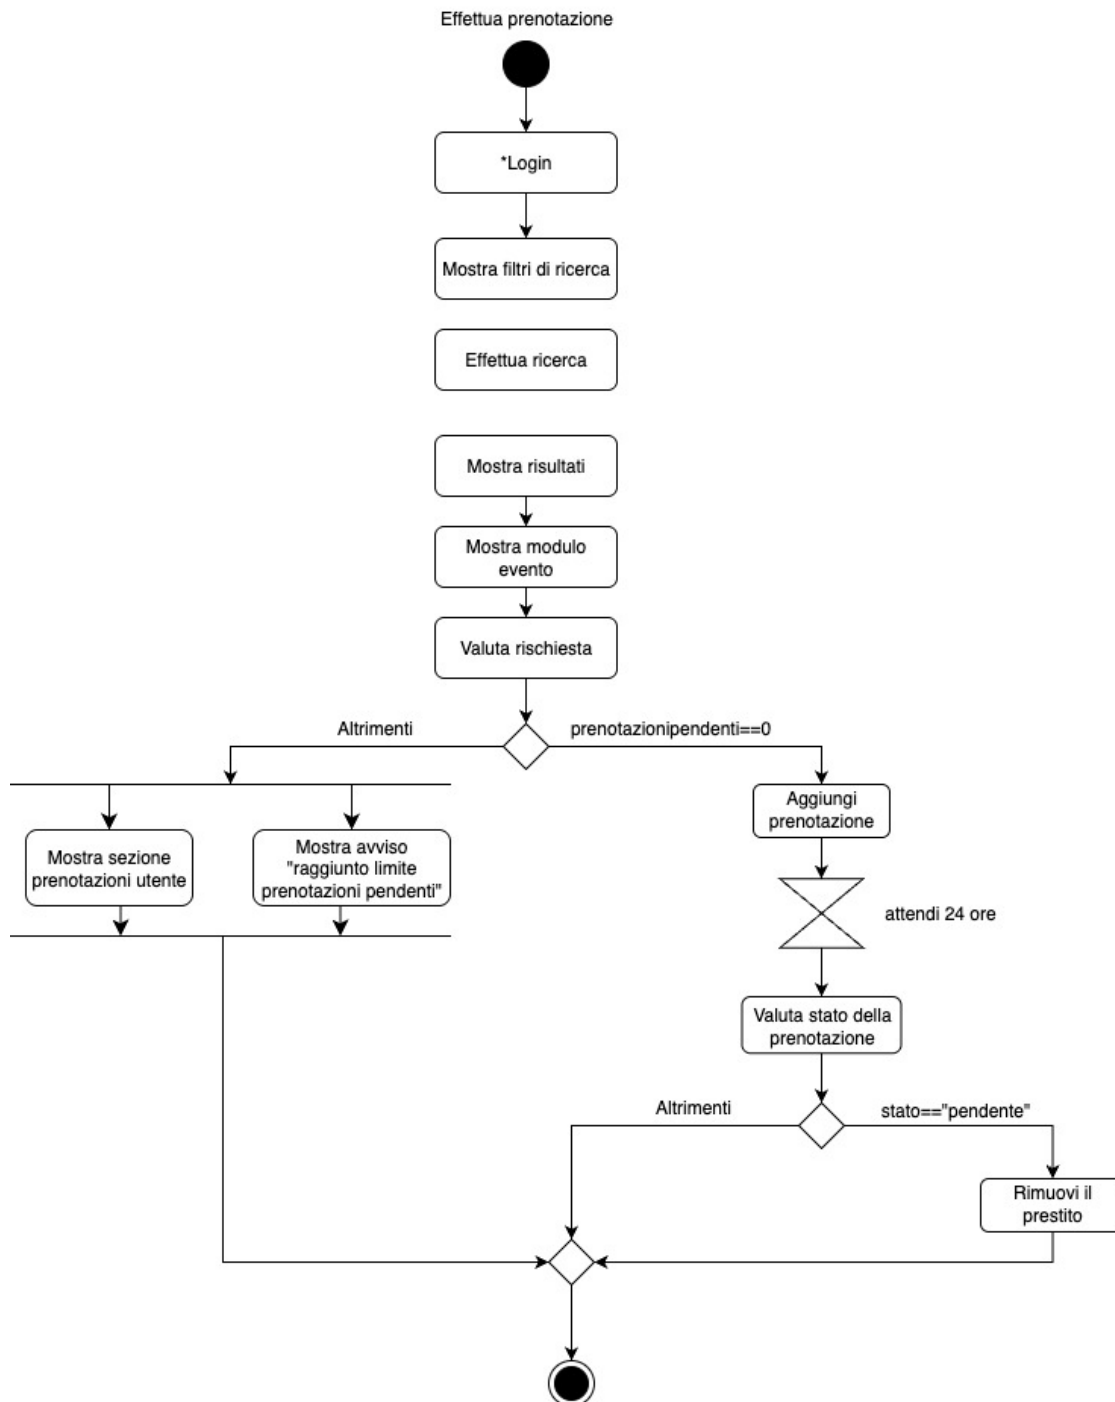 Effettua prenotazione
*Login
Mostra filtri di ricerca
Effettua ricerca
Mostra risultati
Mostra modulo
evento
Valuta rischiesta
Altrimenti
prenotazionipendenti==0
Mostra sezione
prenotazioni utente
Mostra avviso
"raggiunto limite
prenotazioni pendenti"
Aggiungi
prenotazione
attendi 24 ore
Valuta stato della
prenotazione
Altrimenti
stato=="pendente"
Rimuovi il
prestito